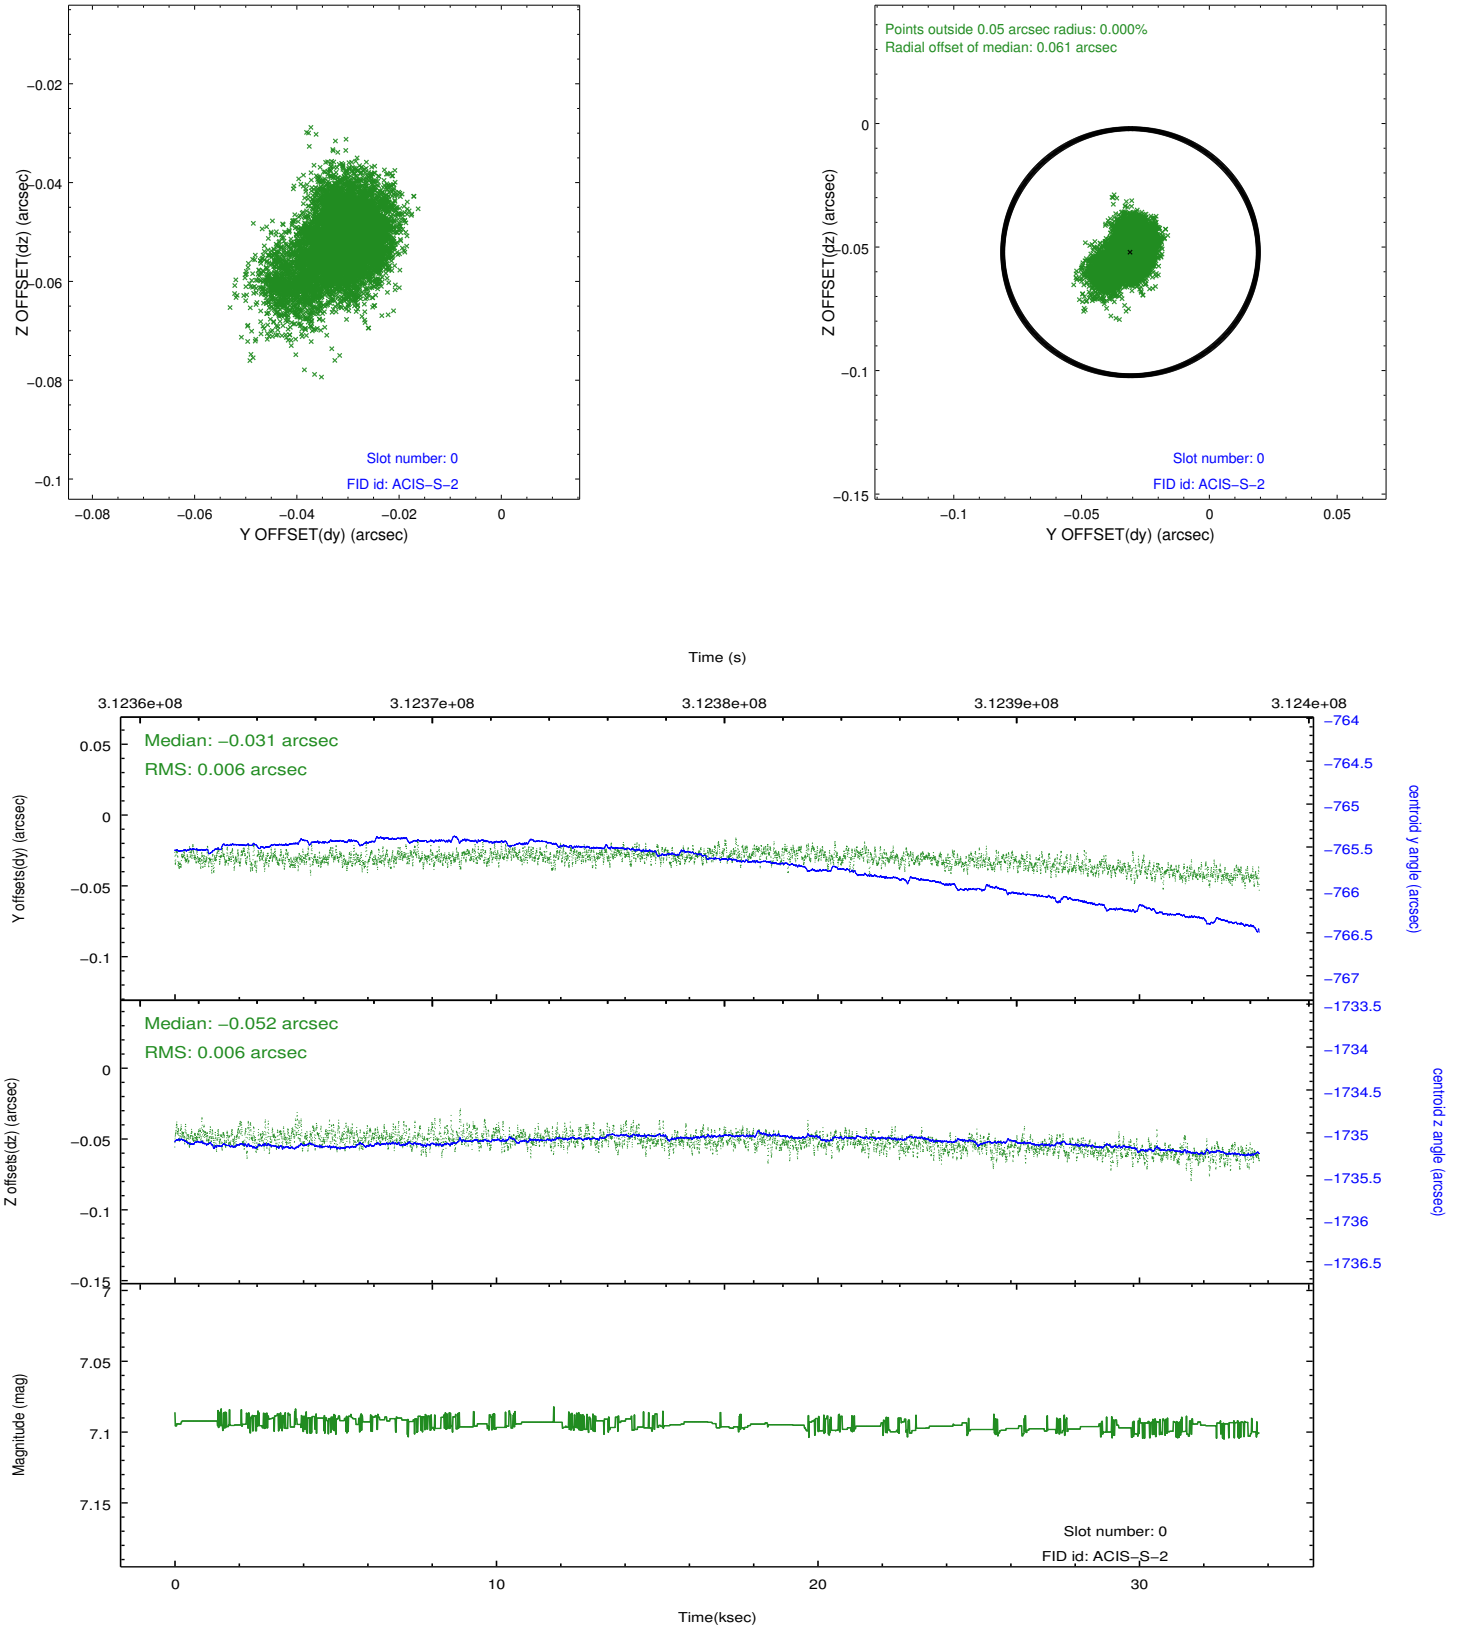 −0.02
−0.04
−0.06
−0.08
−0.1
Z OFFSET(dz) (arcsec)
Slot number: 0
FID id: ACIS−S−2
−0.08
−0.06
−0.04
−0.02
0
Y OFFSET(dy) (arcsec)
Points outside 0.05 arcsec radius: 0.000%
Radial offset of median: 0.061 arcsec
0
−0.05
−0.1
−0.15
Z OFFSET(dz) (arcsec)
Slot number: 0
FID id: ACIS−S−2
−0.1
−0.05
0
0.05
Y OFFSET(dy) (arcsec)
Time (s)
3.1236e+08
3.1237e+08
3.1238e+08
3.1239e+08
3.124e+08
Median: −0.031 arcsec
RMS: 0.006 arcsec
0.05
0
−0.05
−0.1
Y offsets(dy) (arcsec)
−764
−764.5
−765
−765.5
−766
−766.5
−767
centroid y angle (arcsec)
Median: −0.052 arcsec
RMS: 0.006 arcsec
0
−0.05
−0.1
−0.15
Z offsets(dz) (arcsec)
−1733.5
−1734
−1734.5
−1735
−1735.5
−1736
−1736.5
centroid z angle (arcsec)
7
7.05
7.1
7.15
Magnitude (mag)
Slot number: 0
FID id: ACIS−S−2
0
10
20
30
Time(ksec)